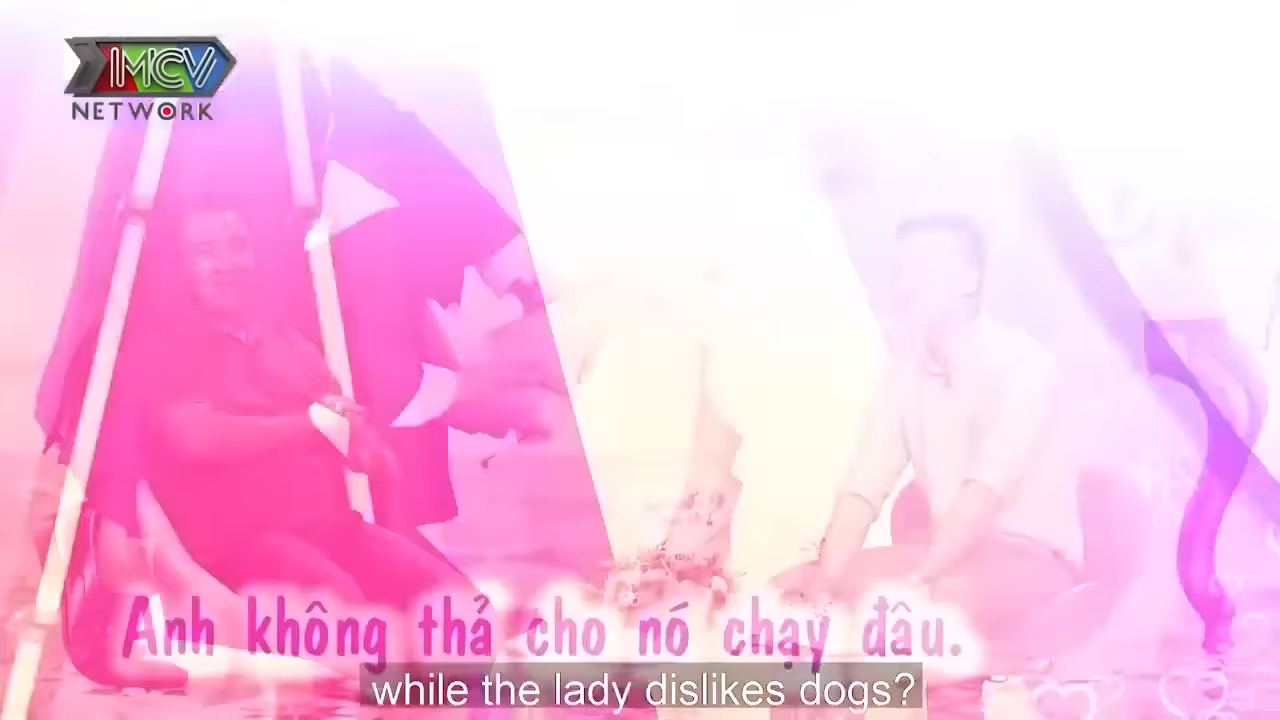 MCV
NETWORK
Anh không thả cho nó chạy đâu.
while the lady dislikes dogs?